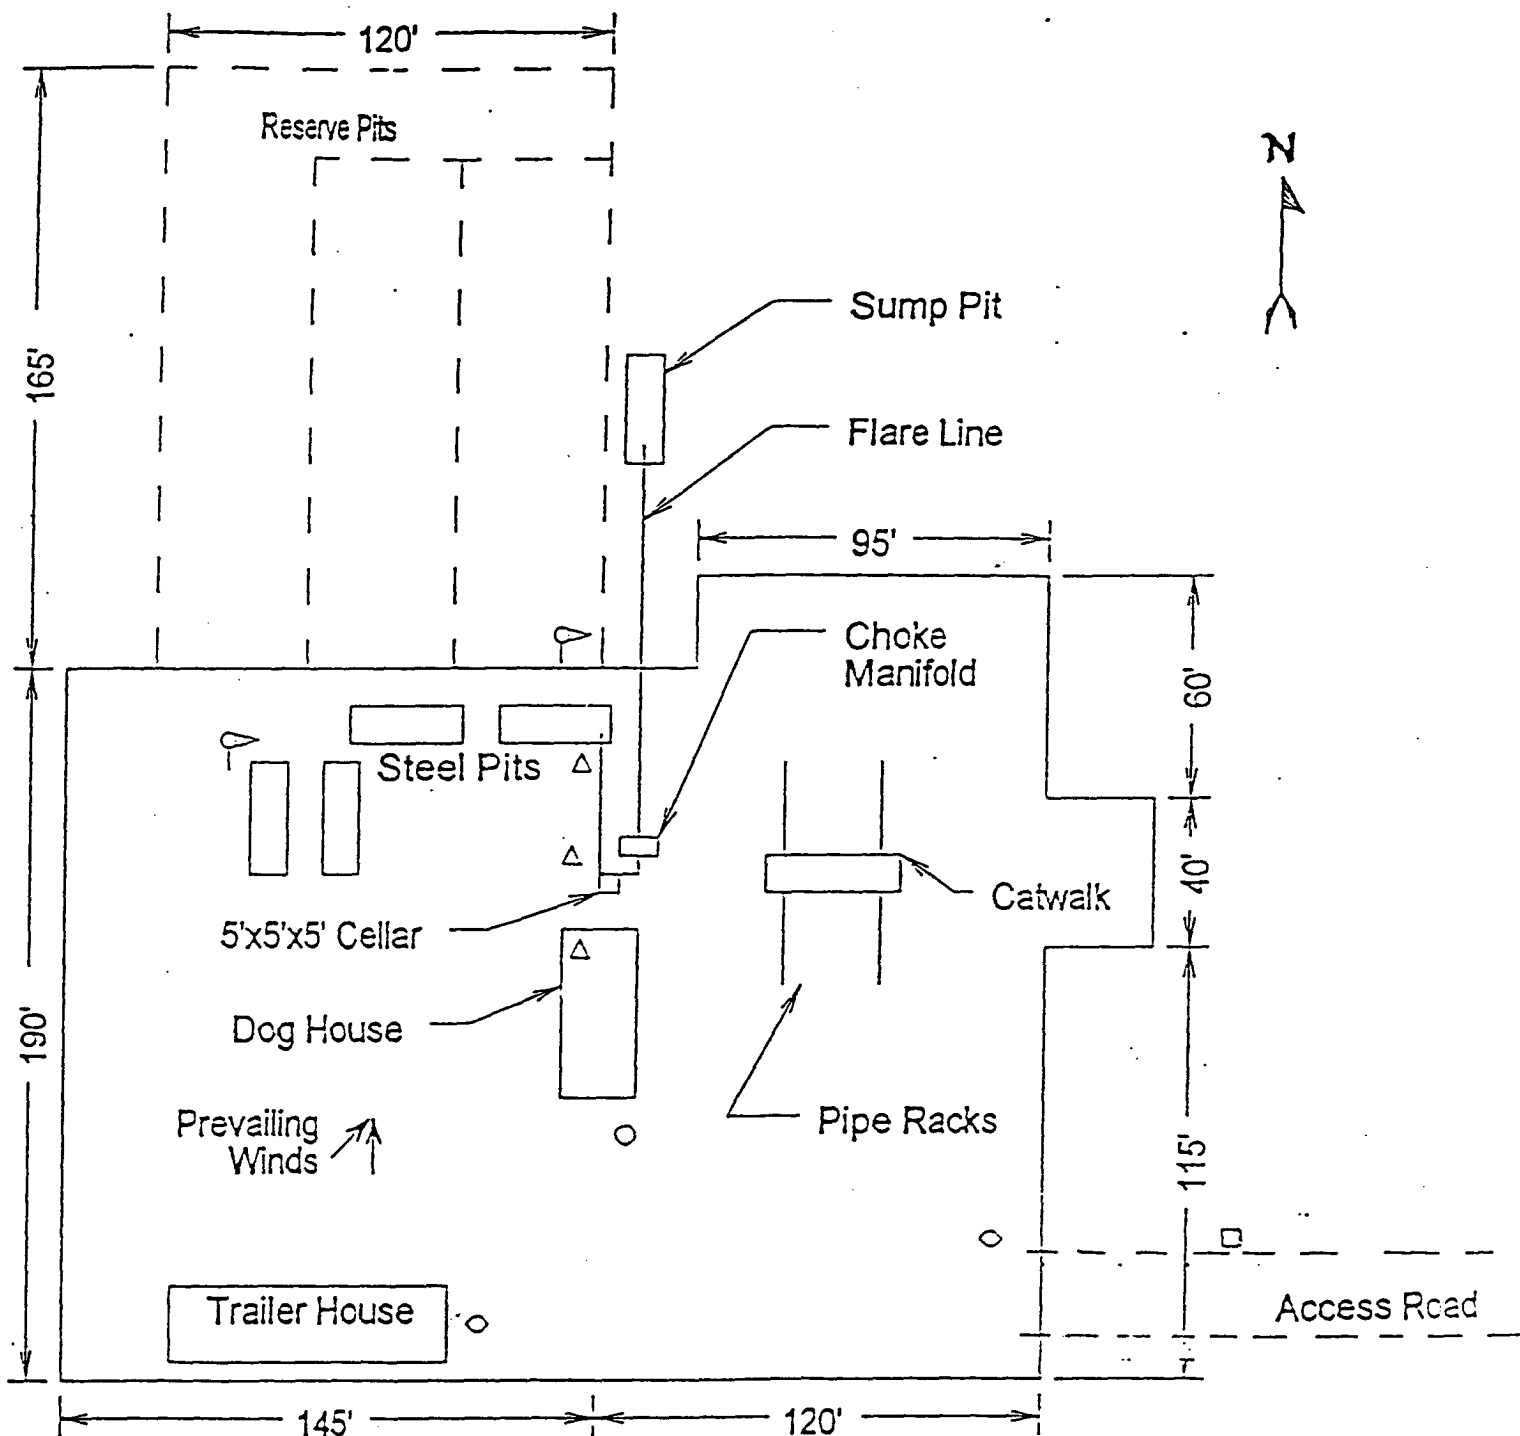 120'
Reserve Pits
N
165'
Sump Pit
Flare Line
95'
Choke
Manifold
60'
Steel Pits
40'
Catwalk
5'x5'x5' Cellar
190'
Dog House
Prevailing
Winds
Pipe Racks
115'
Trailer House
Access Road
145'
120'